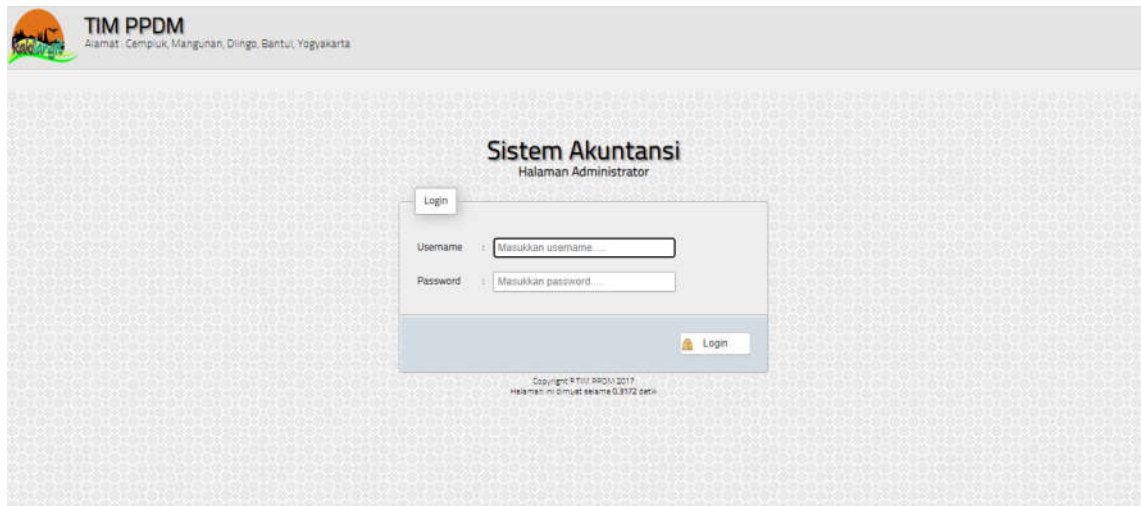 TIM PPDM
Alamat : Cempluk, Mangunan, Dlingo, Bantul, Yogyakarta
Sistem Akuntansi
Halaman Administrator
Login
Username : Masukkan username.....
Password : Masukkan password.....
Login
Copyright © TIM PPDM 2017
Halaman ini dimuat selama 0.3172 detik